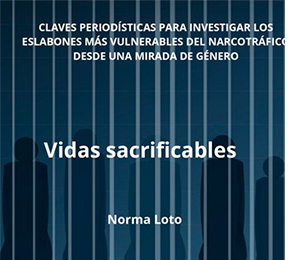 CLAVES PERIODÍSTICAS PARA INVESTIGAR LOS
ESLABONES MÁS VULNERABLES DEL NARCOTRÁFICO
DESDE UNA MIRADA DE GÉNERO
Vidas sacrificables
Norma Loto